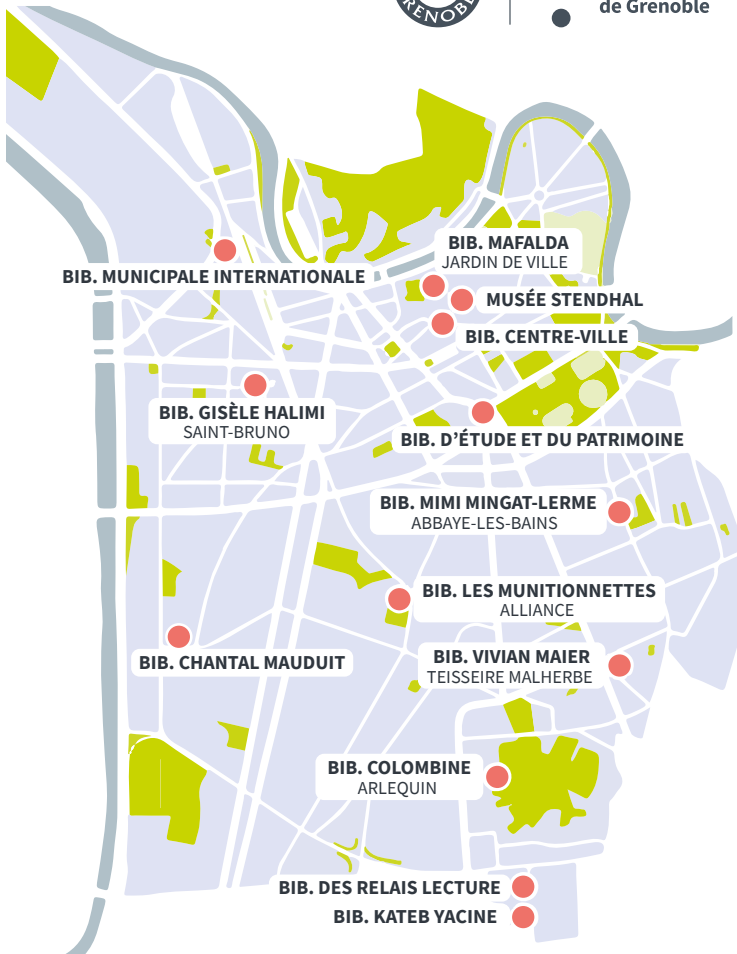 GRENOBLE
de Grenoble
BIB. MAFALDA
JARDIN DE VILLE
BIB. MUNICIPALE INTERNATIONALE
MUSÉE STENDHAL
BIB. CENTRE-VILLE
BIB. GISÈLE HALIMI
SAINT-BRUNO
BIB. D’ÉTUDE ET DU PATRIMOINE
BIB. MIMI MINGAT-LERME
ABBAYE-LES-BAINS
BIB. LES MUNITIONNETTES
ALLIANCE
BIB. CHANTAL MAUDUIT
BIB. VIVIAN MAIER
TEISSEIRE MALHERBE
BIB. COLOMBINE
ARLEQUIN
BIB. DES RELAIS LECTURE
BIB. KATEB YACINE